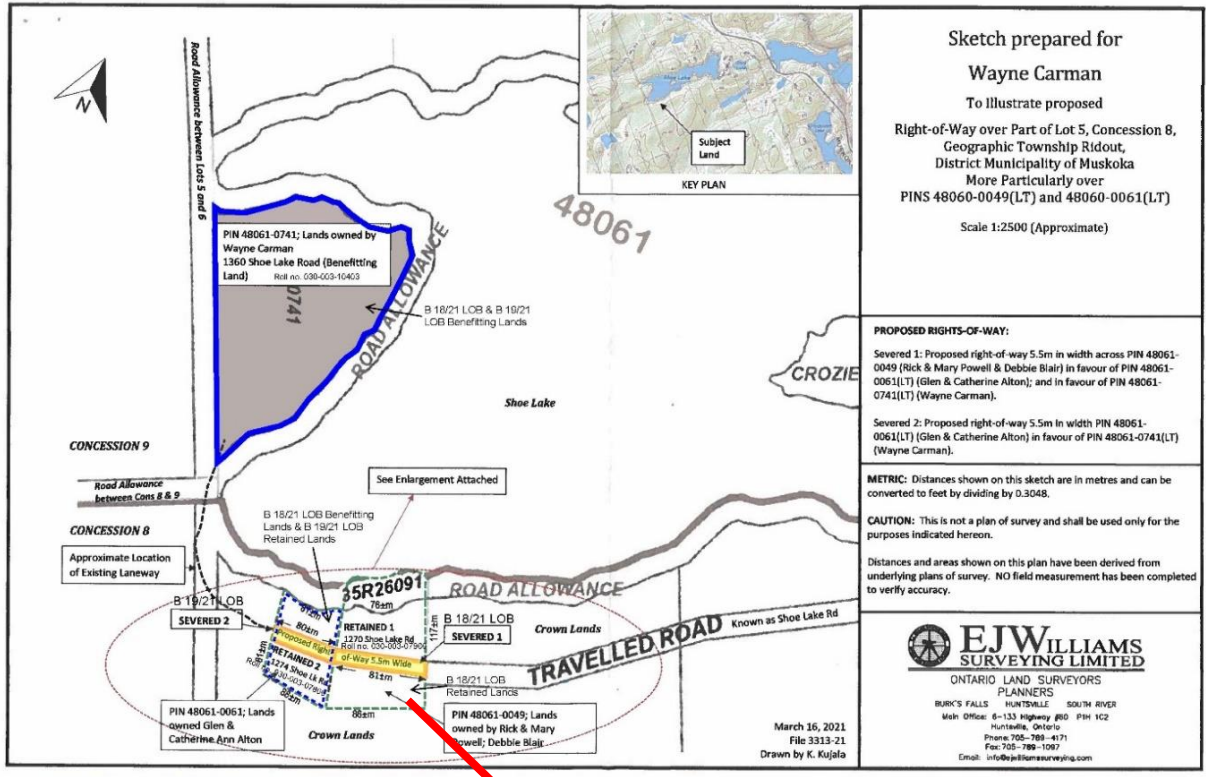 Sketch prepared for
Wayne Carman
To Illustrate proposed
Right-of-Way over Part of Lot 5, Concession 8,
Geographic Township Ridout,
District Municipality of Muskoka
More Particularly over
PINS 48060-0049(LT) and 48060-0061(LT)
Scale 1:2500 (Approximate)
PROPOSED RIGHTS-OF-WAY:
Severed 1: Proposed right-of-way 5.5m in width across PIN 48061-
0049 (Rick & Mary Powell & Debbie Blair) in favour of PIN 48061-
0061(LT) (Glen & Catherine Alton); and in favour of PIN 48061-
0741(LT) (Wayne Carman).
Severed 2: Proposed right-of-way 5.5m in width PIN 48061-
0061(LT) (Glen & Catherine Alton) in favour of PIN 48061-0741(LT)
(Wayne Carman).
METRIC: Distances shown on this sketch are in metres and can be
converted to feet by dividing by 0.3048.
CAUTION: This is not a plan of survey and shall be used only for the
purposes indicated hereon.
Distances and areas shown on this plan have been derived from
underlying plans of survey. NO field measurement has been completed
to verify accuracy.
EJWILLIAMS
SURVEYING LIMITED
ONTARIO LAND SURVEYORS
PLANNERS
BURK'S FALLS HUNTSVILLE SOUTH RIVER
Main Office: 6-133 Highway #60 P1H 1C2
Huntsville, Ontario
Phone: 705-789-4171
Fax: 705-789-1097
Email: info@ejwilliamssurveying.com
N
Road Allowance between Lots 5 and 6
Shoe Lake
Subject
Land
KEY PLAN
48061
PIN 48061-0741; Lands owned by
Wayne Carman
1360 Shoe Lake Road (Benefitting
Land) Roll no. 030-003-10403
0741
B 18/21 LOB & B 19/21
LOB Benefitting Lands
ROAD ALLOWANCE
CROZIE
Shoe Lake
CONCESSION 9
Road Allowance
between Cons 8 & 9
CONCESSION 8
See Enlargement Attached
B 18/21 LOB Benefitting
Lands & B 19/21 LOB
Retained Lands
Approximate Location
of Existing Laneway
35R26091
ROAD ALLOWANCE
76±m
B 19/21 LOB
SEVERED 2
80±m
RETAINED 1
1270 Shoe Lake Rd
Roll no. 030-003-07900
117±m
B 18/21 LOB
SEVERED 1
Crown Lands
TRAVELLED ROAD
Known as Shoe Lake Rd
Proposed Right
of-Way 5.5m Wide
RETAINED 2
1274 Shoe Lk R
81±m
B 18/21 LOB
Retained Lands
86±m
PIN 48061-0061; Lands
owned Glen &
Catherine Ann Alton
Crown Lands
PIN 48061-0049; Lands
owned by Rick & Mary
Powell; Debbie Blair
March 16, 2021
File 3313-21
Drawn by K. Kujala